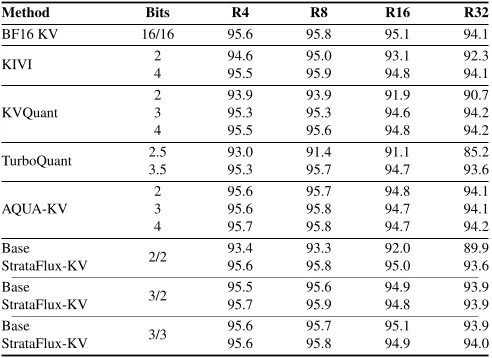 Method Bits R4 R8 R16 R32
BF16 KV 16/16 95.6 95.8 95.1 94.1
KIVI
2 94.6 95.0 93.1 92.3
4 95.5 95.9 94.8 94.1
KVQuant
2 93.9 93.9 91.9 90.7
3 95.3 95.3 94.6 94.2
4 95.5 95.6 94.8 94.2
TurboQuant
2.5 93.0 91.4 91.1 85.2
3.5 95.3 95.7 94.7 93.6
AQUA-KV
2 95.6 95.7 94.8 94.1
3 95.6 95.8 94.7 94.1
4 95.7 95.8 94.7 94.2
Base 93.4 93.3 92.0 89.9
2/2
StrataFlux-KV 95.6 95.8 95.0 93.6
Base 95.5 95.6 94.9 93.9
3/2
StrataFlux-KV 95.7 95.9 94.8 93.9
Base 95.6 95.7 95.1 93.9
3/3
StrataFlux-KV 95.6 95.8 94.9 94.0